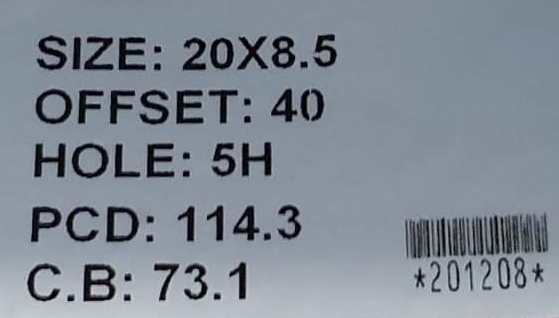 SIZE: 20X8.5
OFFSET: 40
HOLE: 5H
PCD: 114.3
C.B: 73.1
*201208*